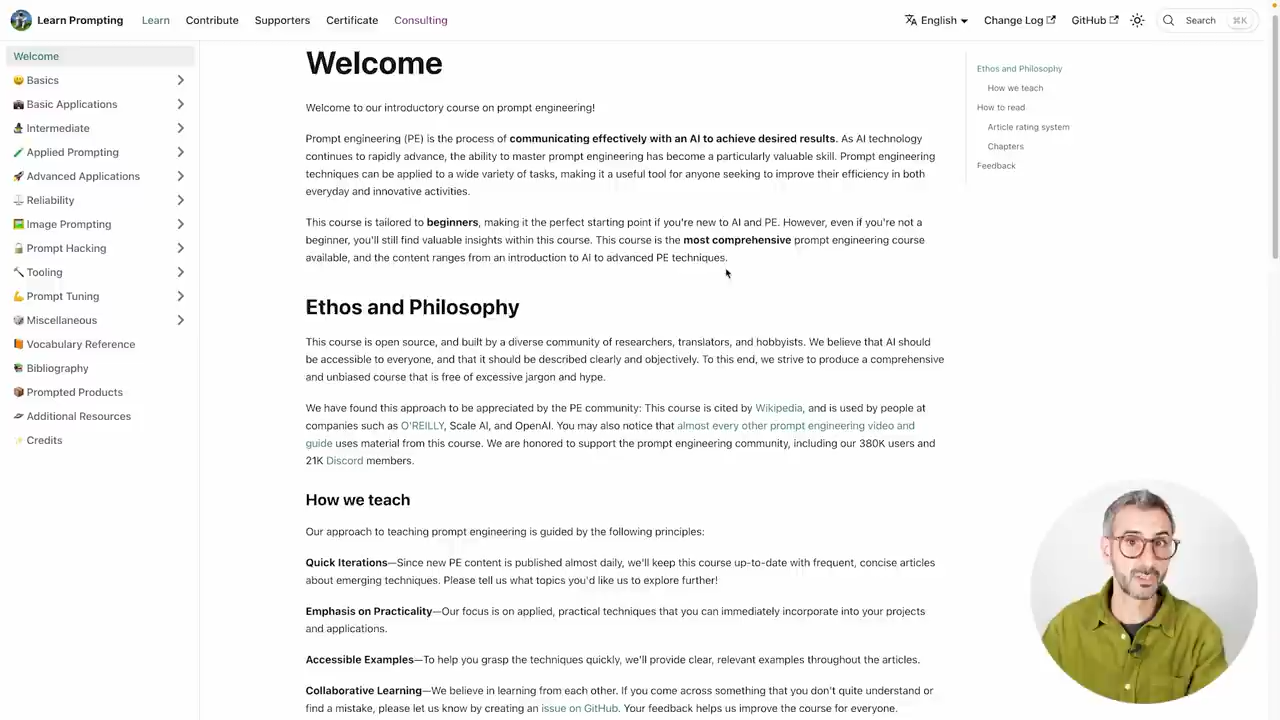 Learn Prompting Learn Contribute Supporters Certificate Consulting English Change Log GitHub Search ⌘K
Welcome
Basics
Basic Applications
Intermediate
Applied Prompting
Advanced Applications
Reliability
Image Prompting
Prompt Hacking
Tooling
Prompt Tuning
Miscellaneous
Vocabulary Reference
Bibliography
Prompted Products
Additional Resources
Credits
Welcome
Welcome to our introductory course on prompt engineering!
Prompt engineering (PE) is the process of communicating effectively with an AI to achieve desired results. As AI technology
continues to rapidly advance, the ability to master prompt engineering has become a particularly valuable skill. Prompt engineering
techniques can be applied to a wide variety of tasks, making it a useful tool for anyone seeking to improve their efficiency in both
everyday and innovative activities.
This course is tailored to beginners, making it the perfect starting point if you're new to AI and PE. However, even if you're not a
beginner, you'll still find valuable insights within this course. This course is the most comprehensive prompt engineering course
available, and the content ranges from an introduction to AI to advanced PE techniques.
Ethos and Philosophy
This course is open source, and built by a diverse community of researchers, translators, and hobbyists. We believe that AI should
be accessible to everyone, and that it should be described clearly and objectively. To this end, we strive to produce a comprehensive
and unbiased course that is free of excessive jargon and hype.
We have found this approach to be appreciated by the PE community: This course is cited by Wikipedia, and is used by people at
companies such as O'REILLY, Scale AI, and OpenAI. You may also notice that almost every other prompt engineering video and
guide uses material from this course. We are honored to support the prompt engineering community, including our 380K users and
21K Discord members.
How we teach
Our approach to teaching prompt engineering is guided by the following principles:
Quick Iterations—Since new PE content is published almost daily, we'll keep this course up-to-date with frequent, concise articles
about emerging techniques. Please tell us what topics you'd like us to explore further!
Emphasis on Practicality—Our focus is on applied, practical techniques that you can immediately incorporate into your projects
and applications.
Accessible Examples—To help you grasp the techniques quickly, we'll provide clear, relevant examples throughout the articles.
Collaborative Learning—We believe in learning from each other. If you come across something that you don't quite understand or
find a mistake, please let us know by creating an issue on GitHub. Your feedback helps us improve the course for everyone.
Ethos and Philosophy
How we teach
How to read
Article rating system
Chapters
Feedback